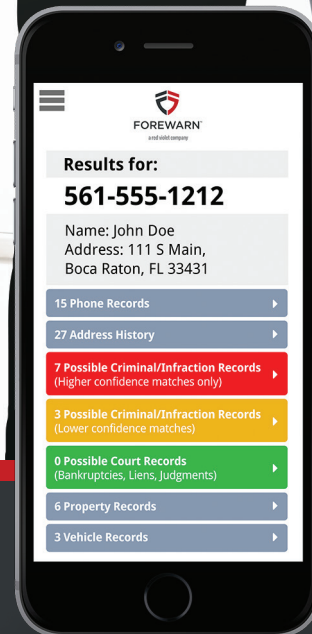 FOREWARN
a red violet company
Results for:
561-555-1212
Name: John Doe
Address: 111 S Main,
Boca Raton, FL 33431
15 Phone Records
27 Address History
7 Possible Criminal/Infraction Records
(Higher confidence matches only)
3 Possible Criminal/Infraction Records
(Lower confidence matches)
0 Possible Court Records
(Bankruptcies, Liens, Judgments)
6 Property Records
3 Vehicle Records